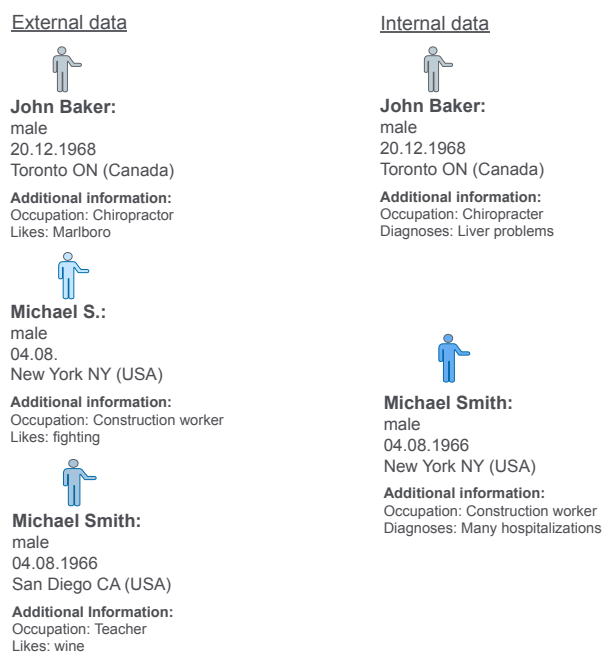 External data
John Baker:
male
20.12.1968
Toronto ON (Canada)
Additional information:
Occupation: Chiropractor
Likes: Marlboro
Michael S.:
male
04.08.
New York NY (USA)
Additional information:
Occupation: Construction worker
Likes: fighting
Michael Smith:
male
04.08.1966
San Diego CA (USA)
Additional Information:
Occupation: Teacher
Likes: wine
Internal data
John Baker:
male
20.12.1968
Toronto ON (Canada)
Additional information:
Occupation: Chiropracter
Diagnoses: Liver problems
Michael Smith:
male
04.08.1966
New York NY (USA)
Additional information:
Occupation: Construction worker
Diagnoses: Many hospitalizations